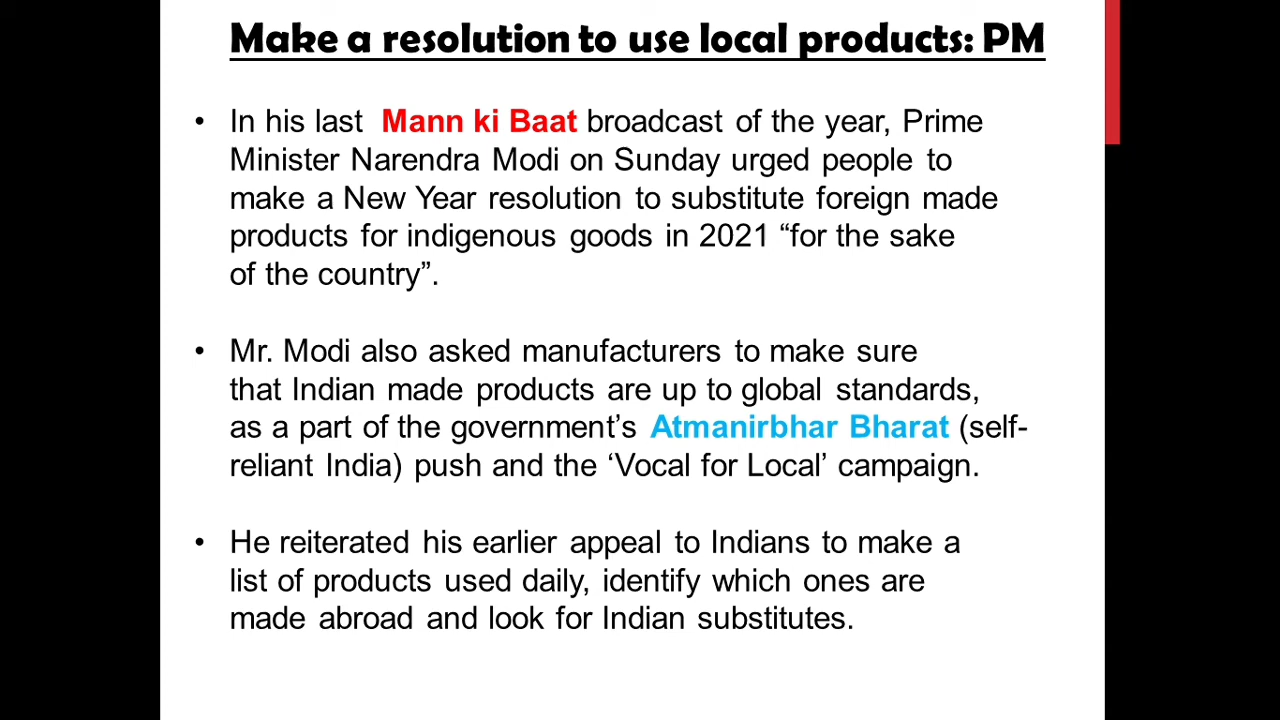 Make a resolution to use local products: PM
• In his last Mann ki Baat broadcast of the year, Prime
Minister Narendra Modi on Sunday urged people to
make a New Year resolution to substitute foreign made
products for indigenous goods in 2021 “for the sake
of the country”.
• Mr. Modi also asked manufacturers to make sure
that Indian made products are up to global standards,
as a part of the government’s Atmanirbhar Bharat (self-
reliant India) push and the ‘Vocal for Local’ campaign.
• He reiterated his earlier appeal to Indians to make a
list of products used daily, identify which ones are
made abroad and look for Indian substitutes.